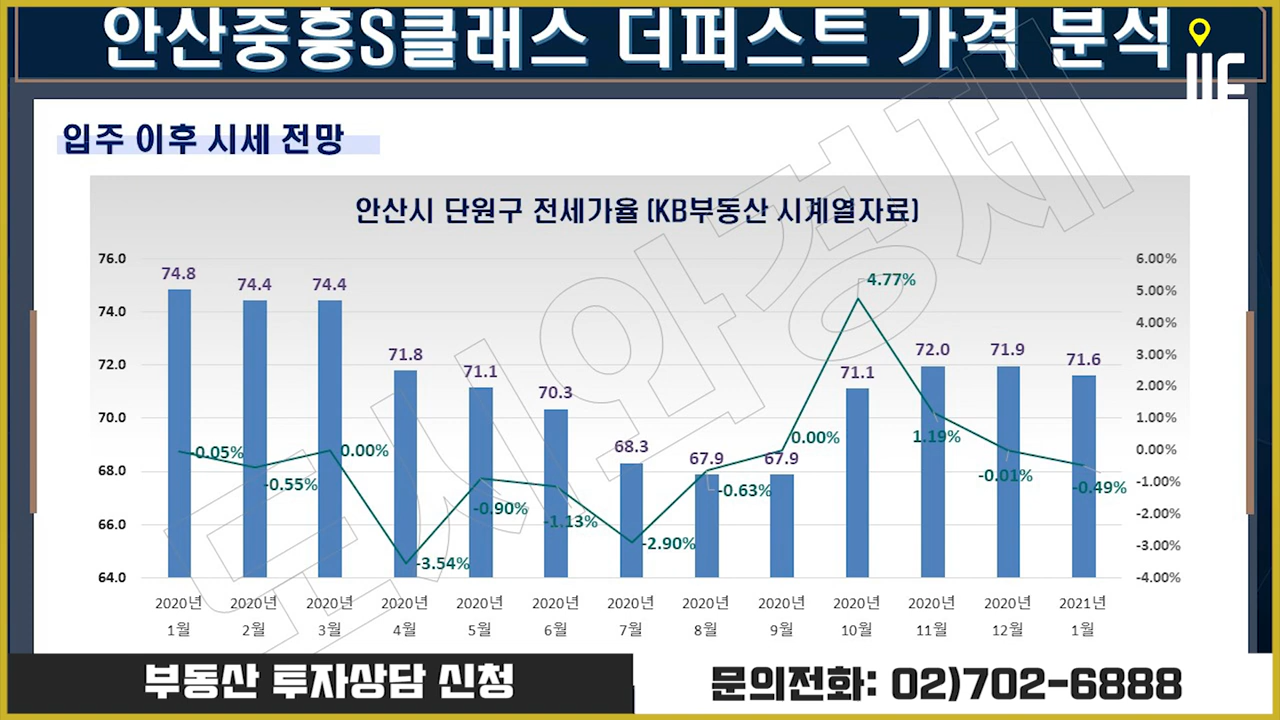 안산중흥S클래스 더퍼스트 가격 분석
입주 이후 시세 전망
안산시 단원구 전세가율 (KB부동산 시계열자료)
76.0
74.0
72.0
70.0
68.0
66.0
64.0
6.00%
5.00%
4.00%
3.00%
2.00%
1.00%
0.00%
-1.00%
-2.00%
-3.00%
-4.00%
74.8
74.4
74.4
71.8
71.1
70.3
68.3
67.9
67.9
71.1
72.0
71.9
71.6
-0.05%
-0.55%
0.00%
-3.54%
-0.90%
-1.13%
-2.90%
-0.63%
0.00%
4.77%
1.19%
-0.01%
-0.49%
2020년 1월
2020년 2월
2020년 3월
2020년 4월
2020년 5월
2020년 6월
2020년 7월
2020년 8월
2020년 9월
2020년 10월
2020년 11월
2020년 12월
2021년 1월
도시와경제
부동산 투자상담 신청
문의전화: 02)702-6888